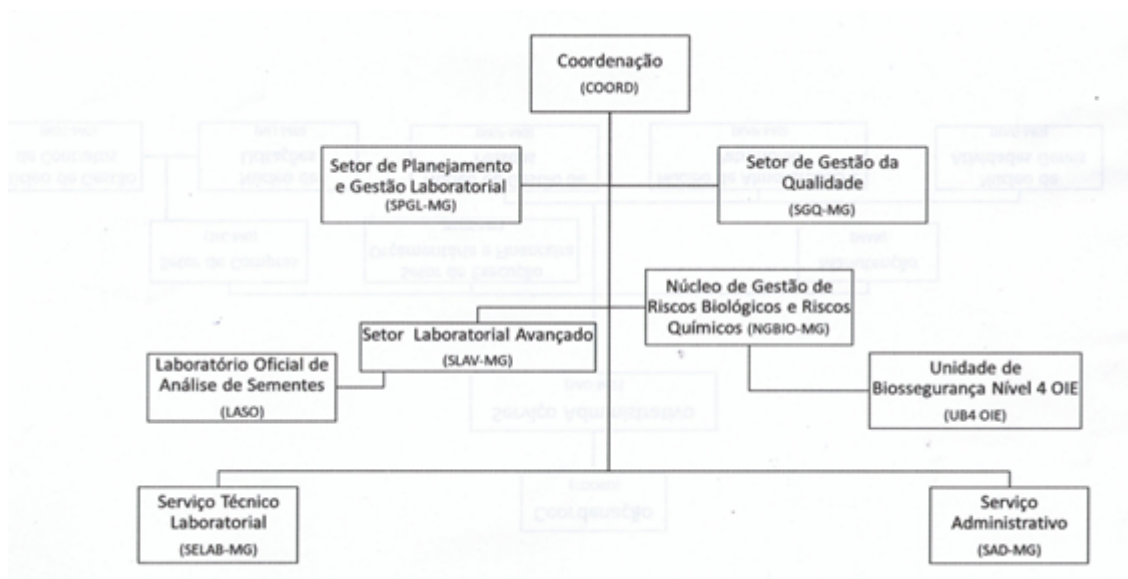 Coordenação
(COORD)
Setor de Planejamento
e Gestão Laboratorial
(SPGL-MG)
Setor de Gestão da
Qualidade
(SGQ-MG)
Núcleo de Gestão de
Riscos Biológicos e Riscos
Químicos (NGBIO-MG)
Setor Laboratorial Avançado
(SLAV-MG)
Laboratório Oficial de
Análise de Sementes
(LASO)
Unidade de
Biossegurança Nível 4 OIE
(UB4 OIE)
Serviço Técnico
Laboratorial
(SELAB-MG)
Serviço
Administrativo
(SAD-MG)